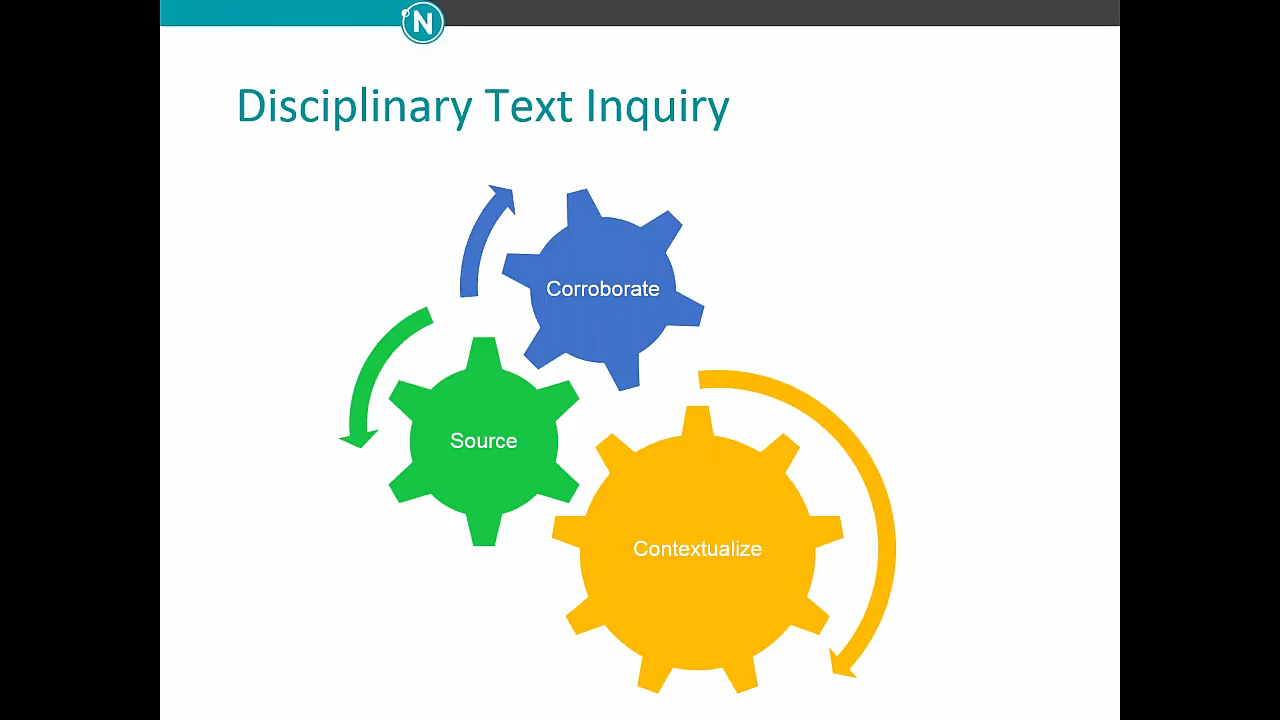 N
Disciplinary Text Inquiry
Corroborate
Source
Contextualize